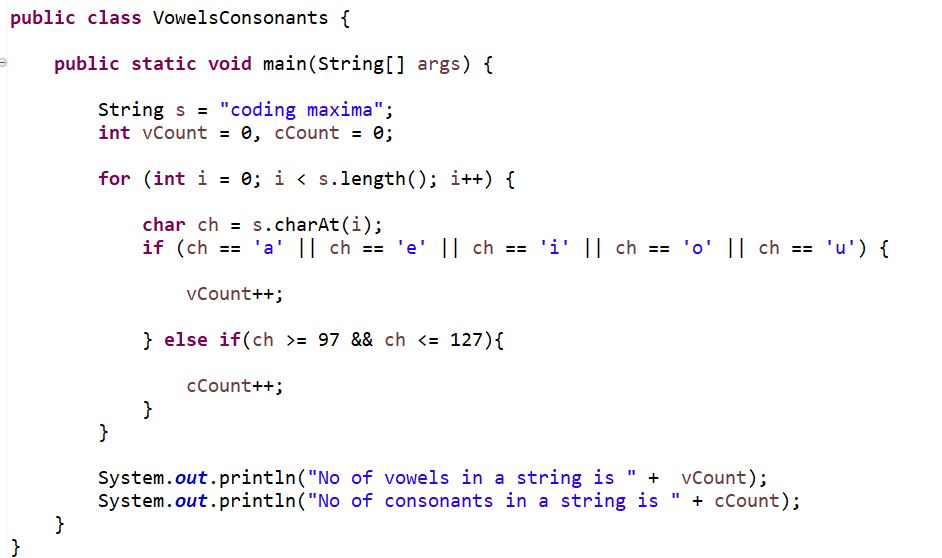 public class VowelsConsonants {
public static void main(String[] args) {
String s = "coding maxima";
int vCount = 0, cCount = 0;
for (int i = 0; i < s.length(); i++) {
char ch = s.charAt(i);
if (ch == 'a' || ch == 'e' || ch == 'i' || ch == 'o' || ch == 'u') {
vCount++;
} else if(ch >= 97 && ch <= 127){
cCount++;
}
}
System.out.println("No of vowels in a string is " +  vCount);
System.out.println("No of consonants in a string is " + cCount);
}
}